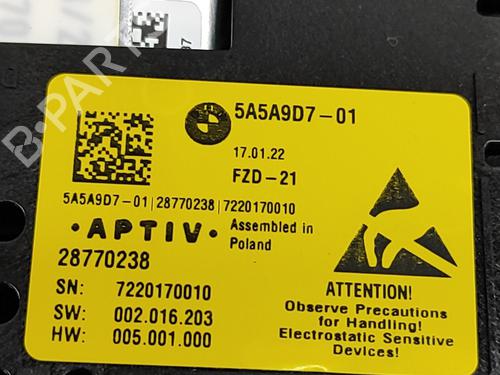 5A5A9D7-01
17.01.22
FZD-21
5A5A9D7-01|28770238|7220170010
·APTIV·
Assembled in
Poland
28770238
SN: 7220170010
SW: 002.016.203
HW: 005.001.000
ATTENTION!
Observe Precautions
for Handling!
Electrostatic Sensitive
Devices!
B-PARTS